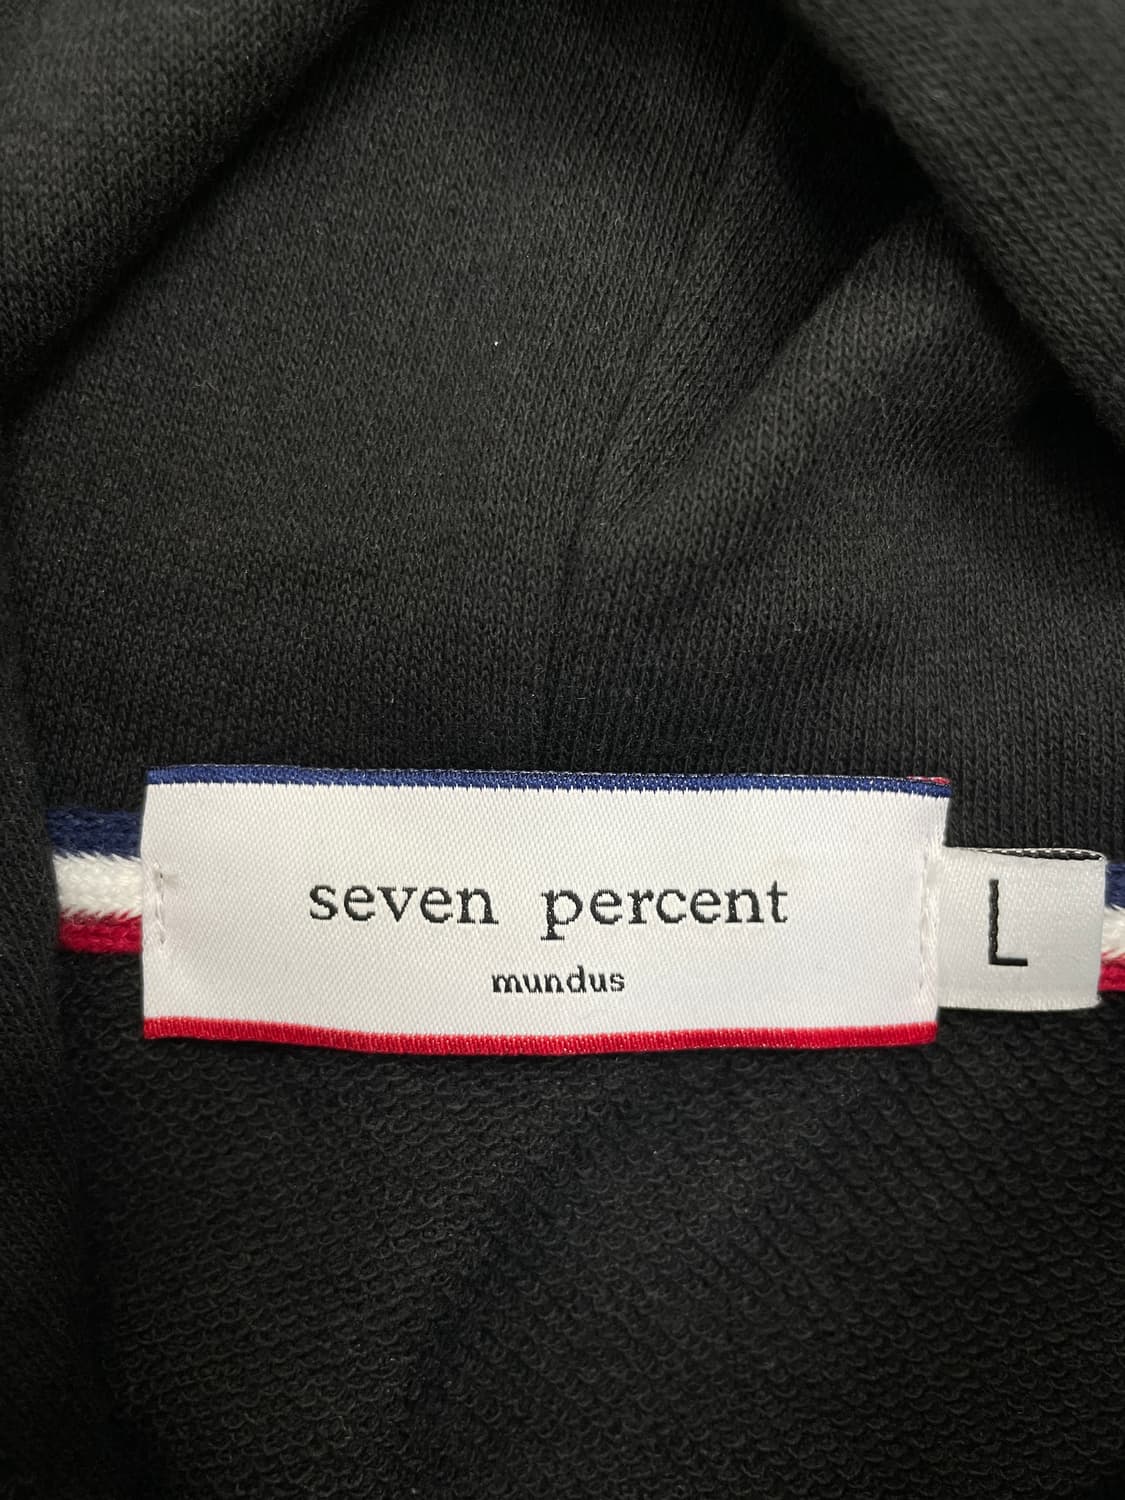 seven percent
mundus
L